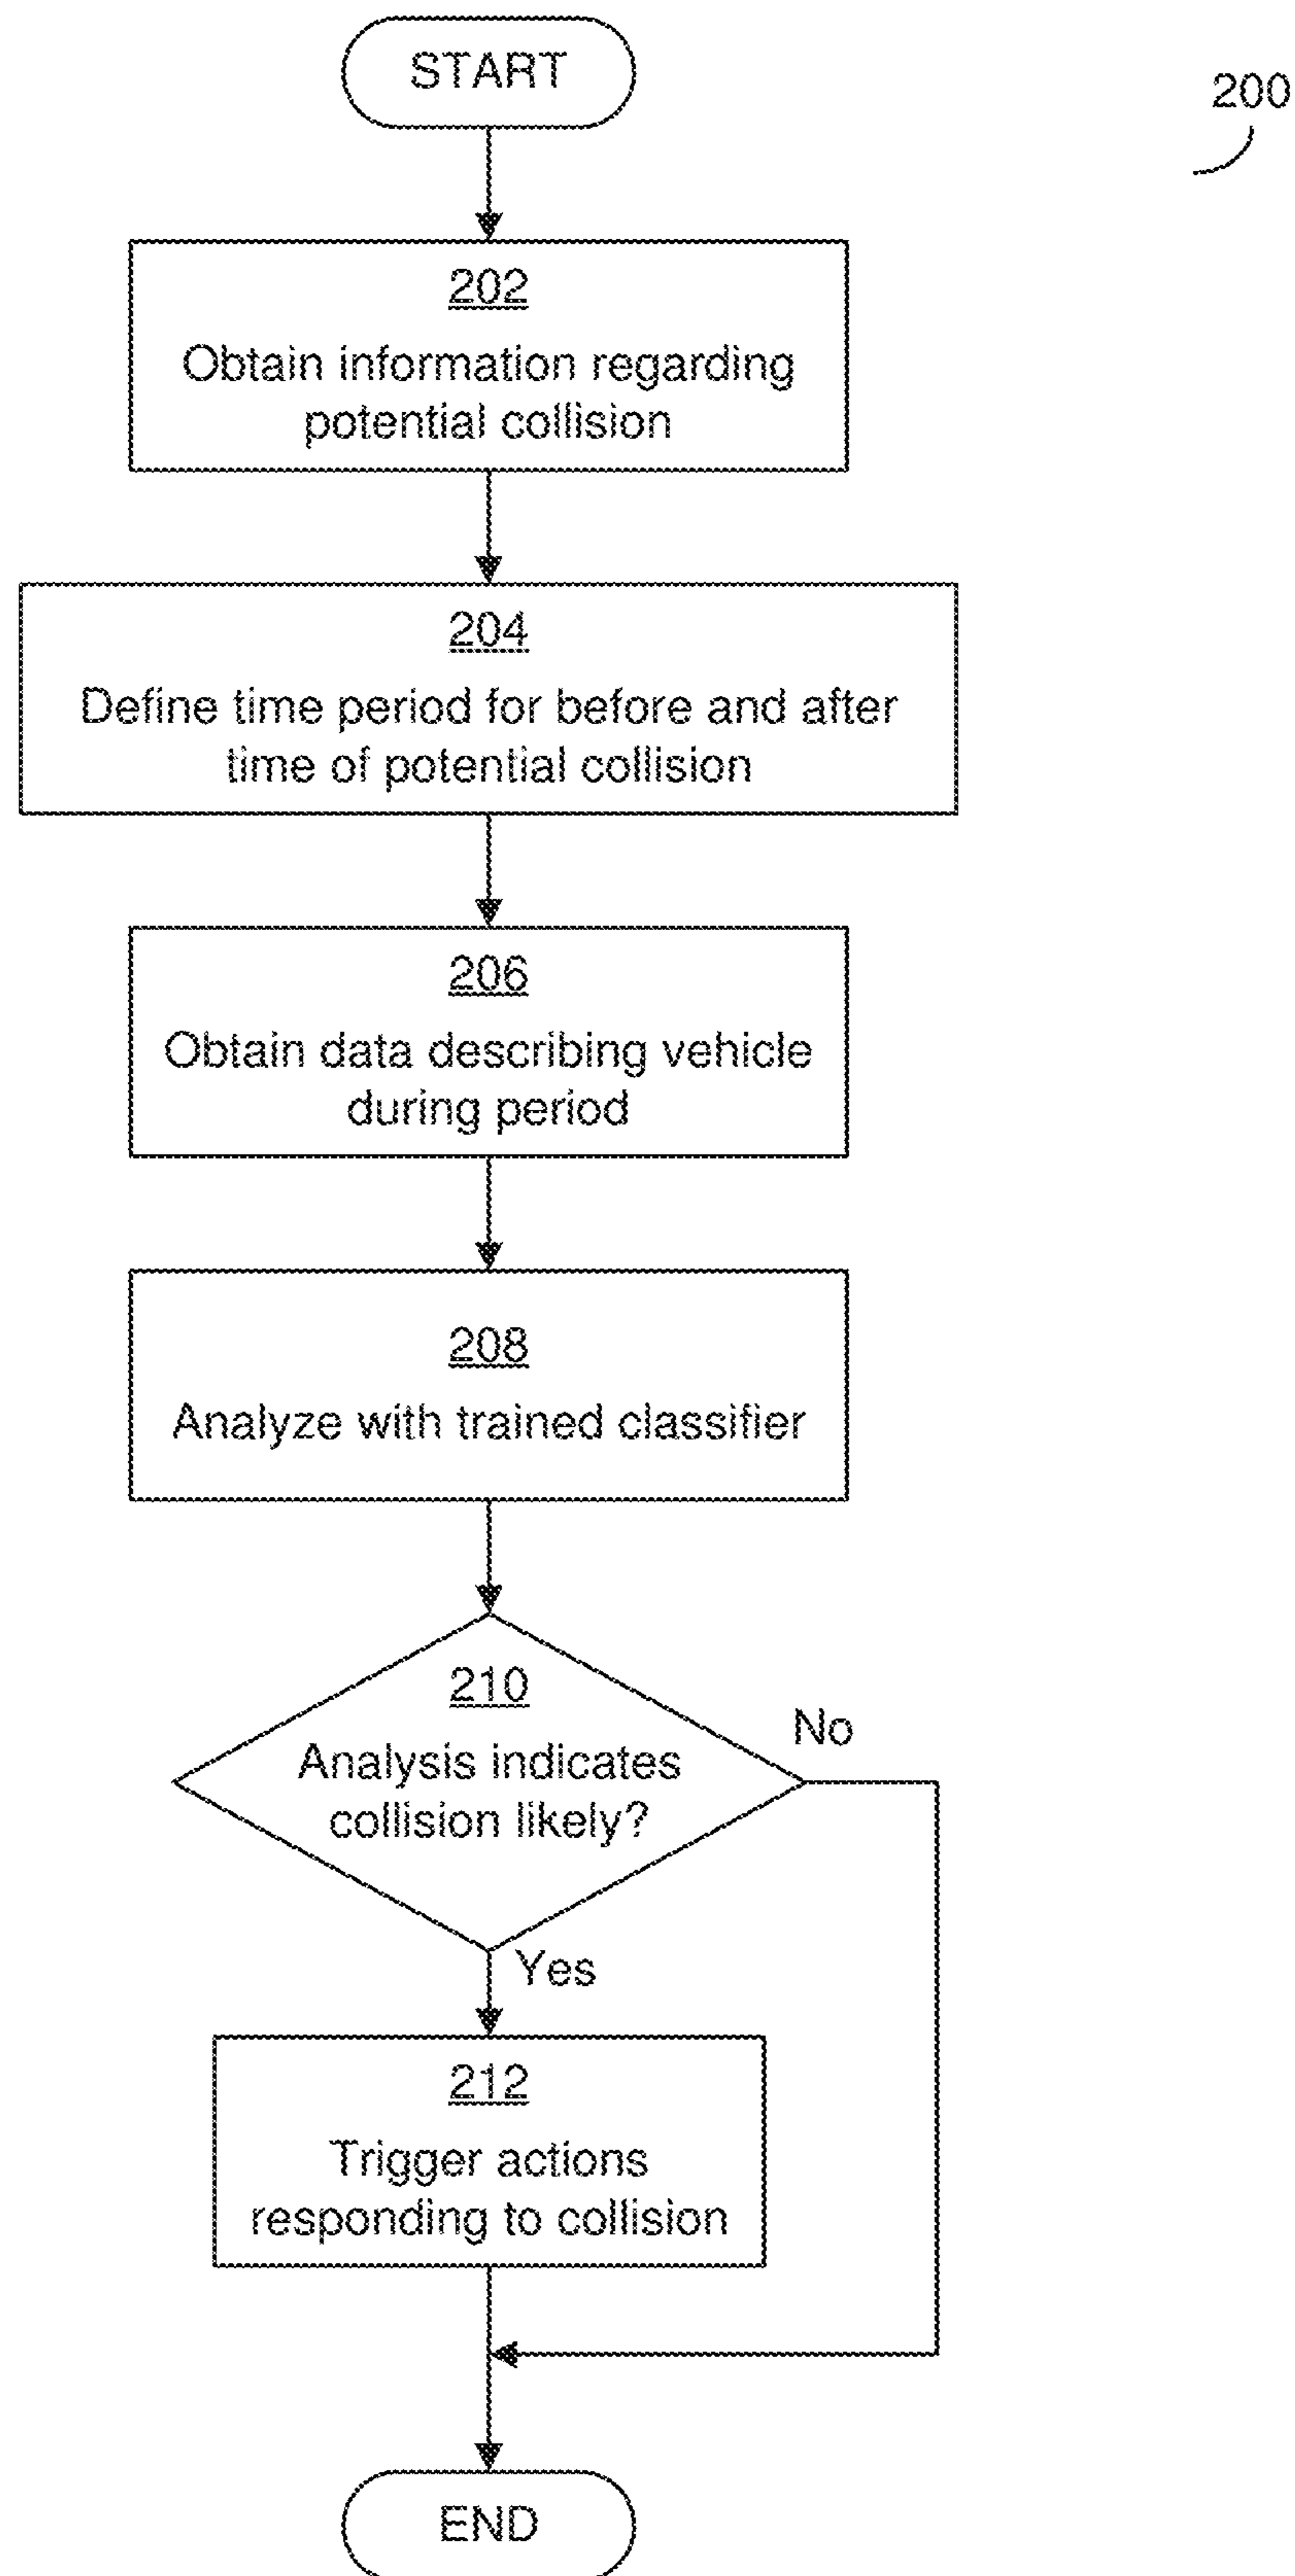 START
200
202
Obtain information regarding
potential collision
204
Define time period for before and after
time of potential collision
206
Obtain data describing vehicle
during period
208
Analyze with trained classifier
210
Analysis indicates
collision likely?
No
Yes
212
Trigger actions
responding to collision
END